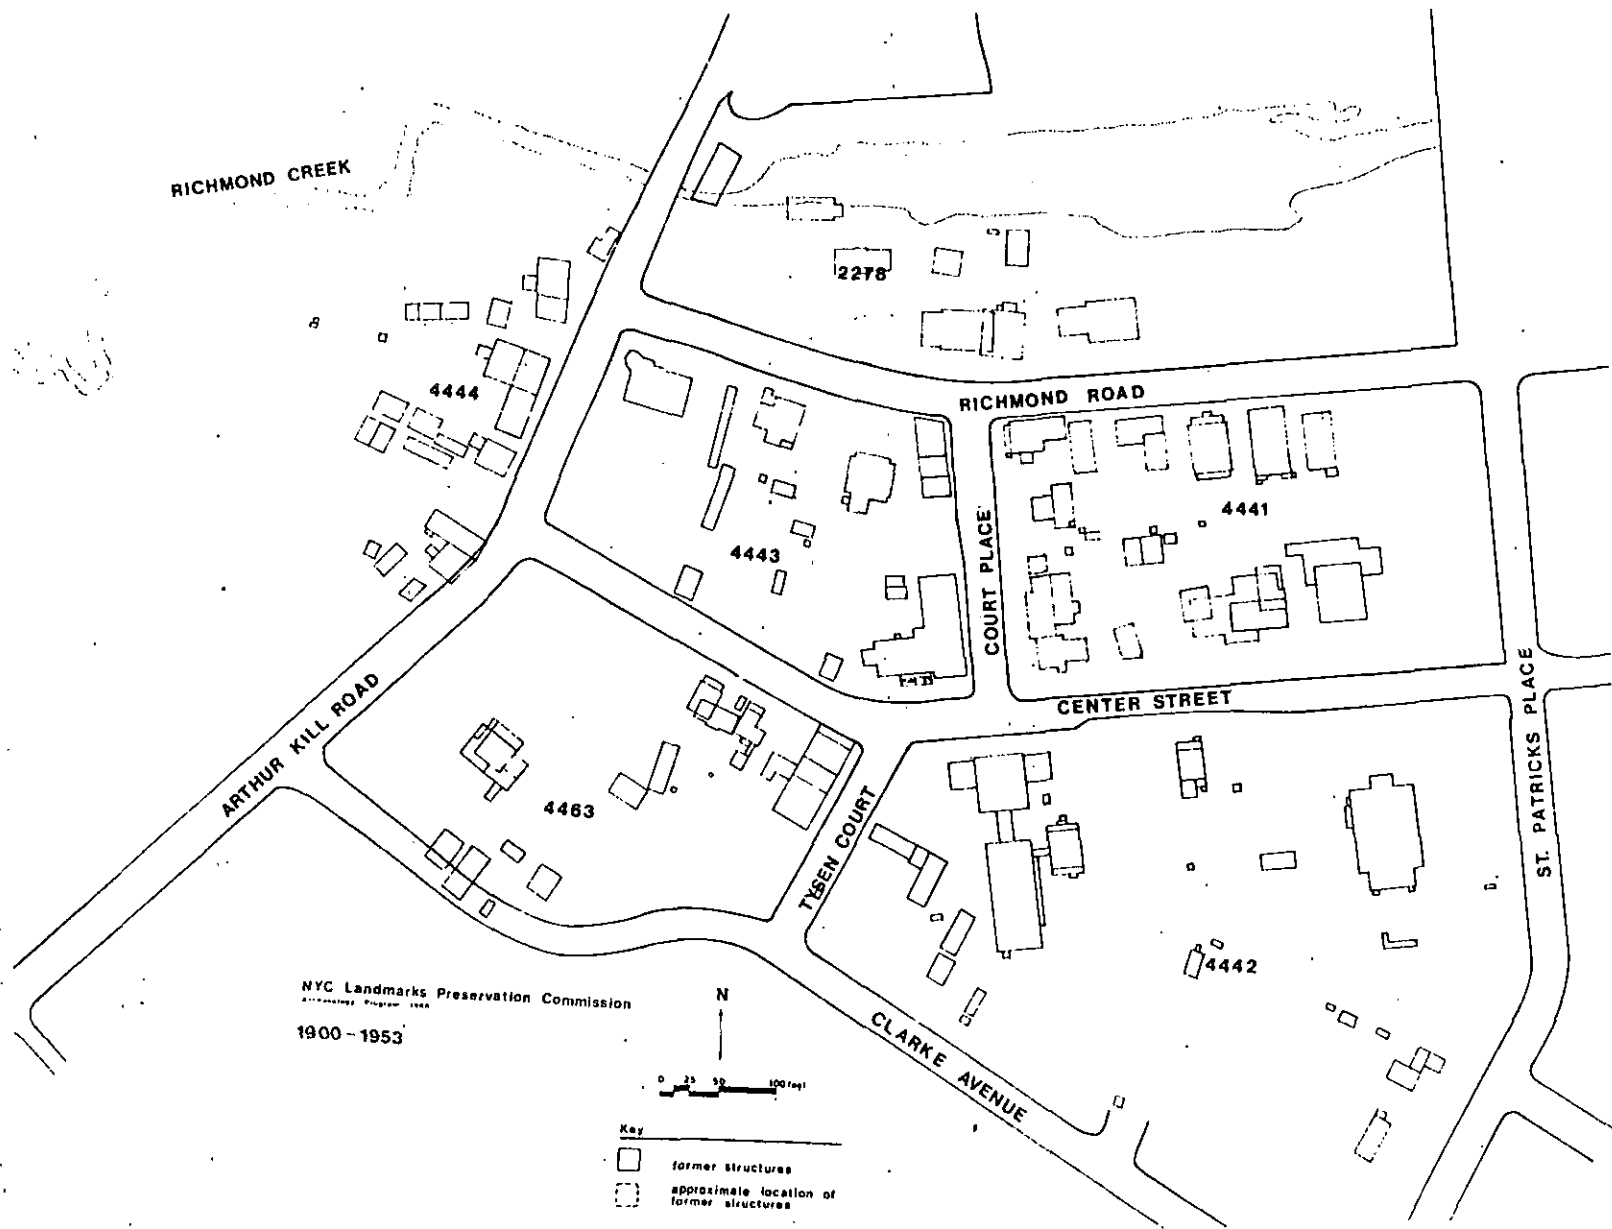 RICHMOND CREEK
2278
4444
RICHMOND ROAD
4441
4443
COURT PLACE
CENTER STREET
ST. PATRICKS PLACE
ARTHUR KILL ROAD
4463
TYSEN COURT
4442
CLARKE AVENUE
NYC Landmarks Preservation Commission
1900-1953
N
0 25 50 100 feet
Key
former structures
approximate location of
former structures